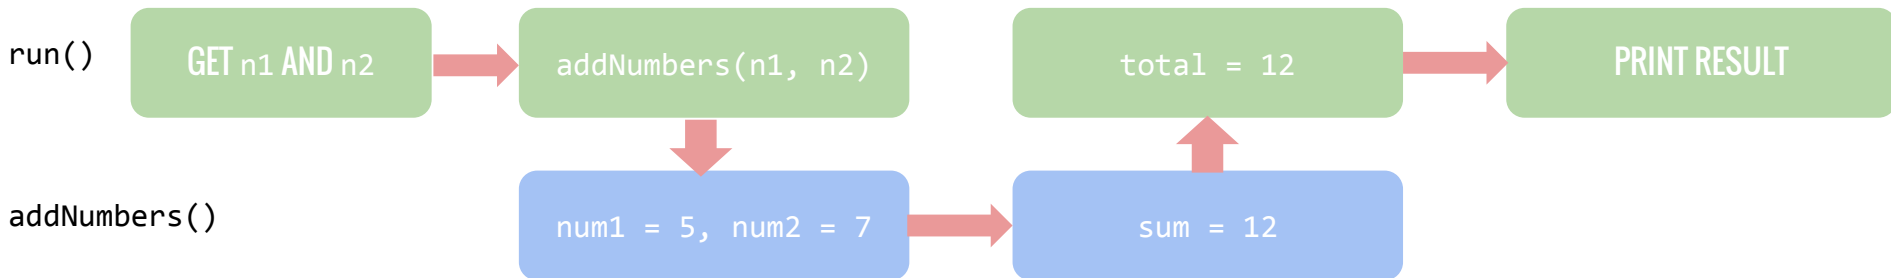 run()
GET n1 AND n2
addNumbers(n1, n2)
total = 12
PRINT RESULT
addNumbers()
num1 = 5, num2 = 7
sum = 12